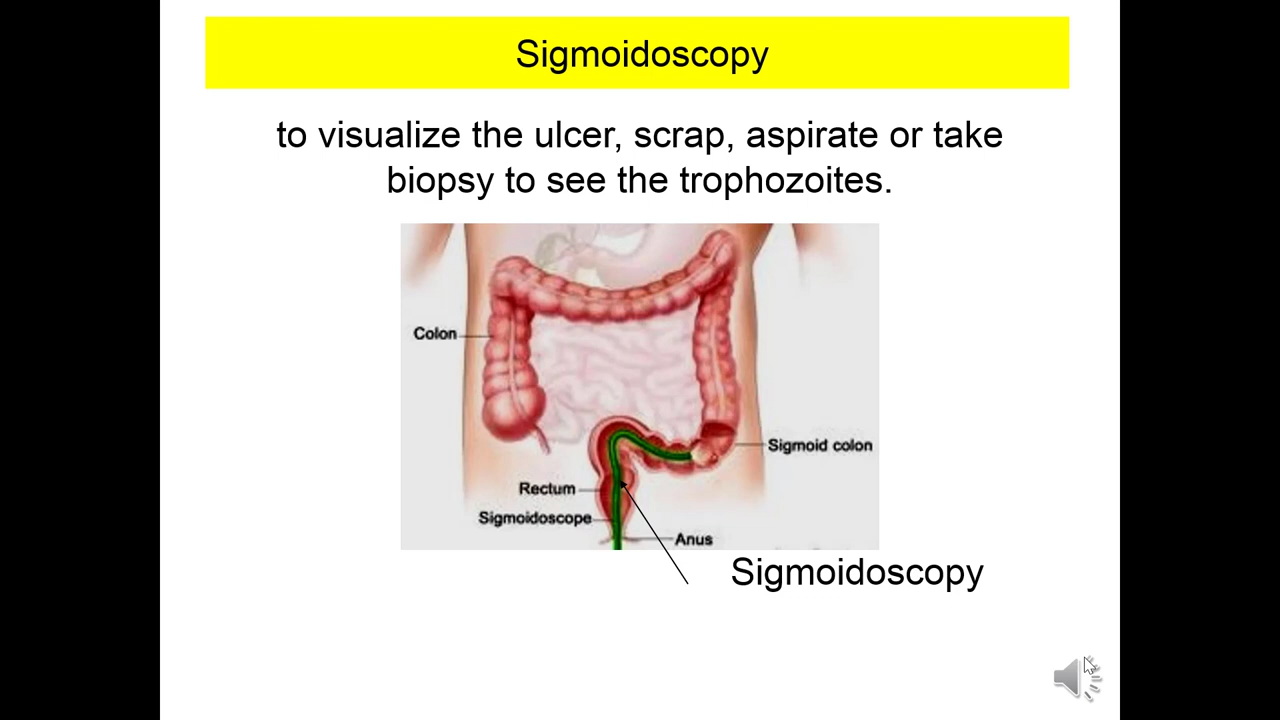 Sigmoidoscopy
to visualize the ulcer, scrap, aspirate or take
biopsy to see the trophozoites.
Colon
Sigmoid colon
Rectum
Sigmoidoscope
Anus
Sigmoidoscopy